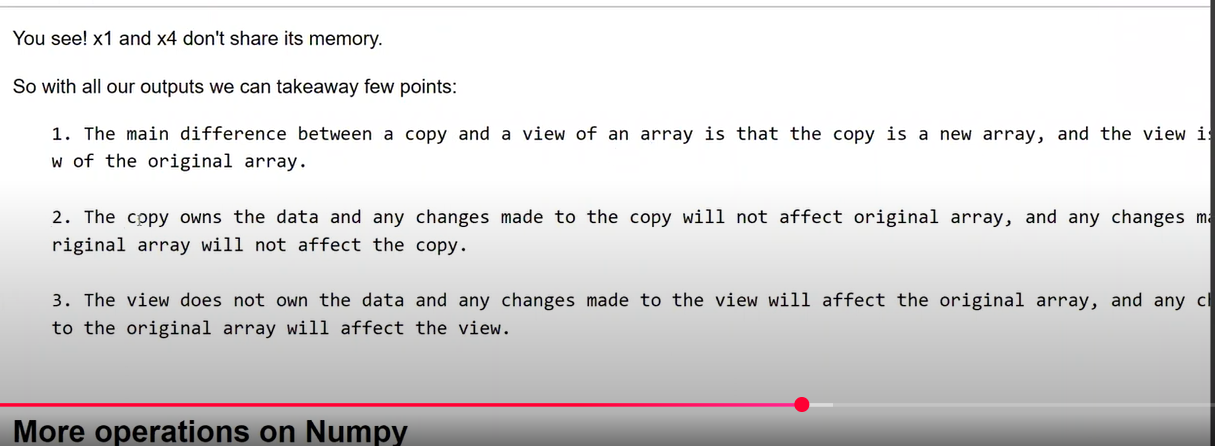 You see! x1 and x4 don't share its memory.
So with all our outputs we can takeaway few points:
1. The main difference between a copy and a view of an array is that the copy is a new array, and the view is
w of the original array.
2. The copy owns the data and any changes made to the copy will not affect original array, and any changes ma
riginal array will not affect the copy.
3. The view does not own the data and any changes made to the view will affect the original array, and any ch
to the original array will affect the view.
More operations on Numpy